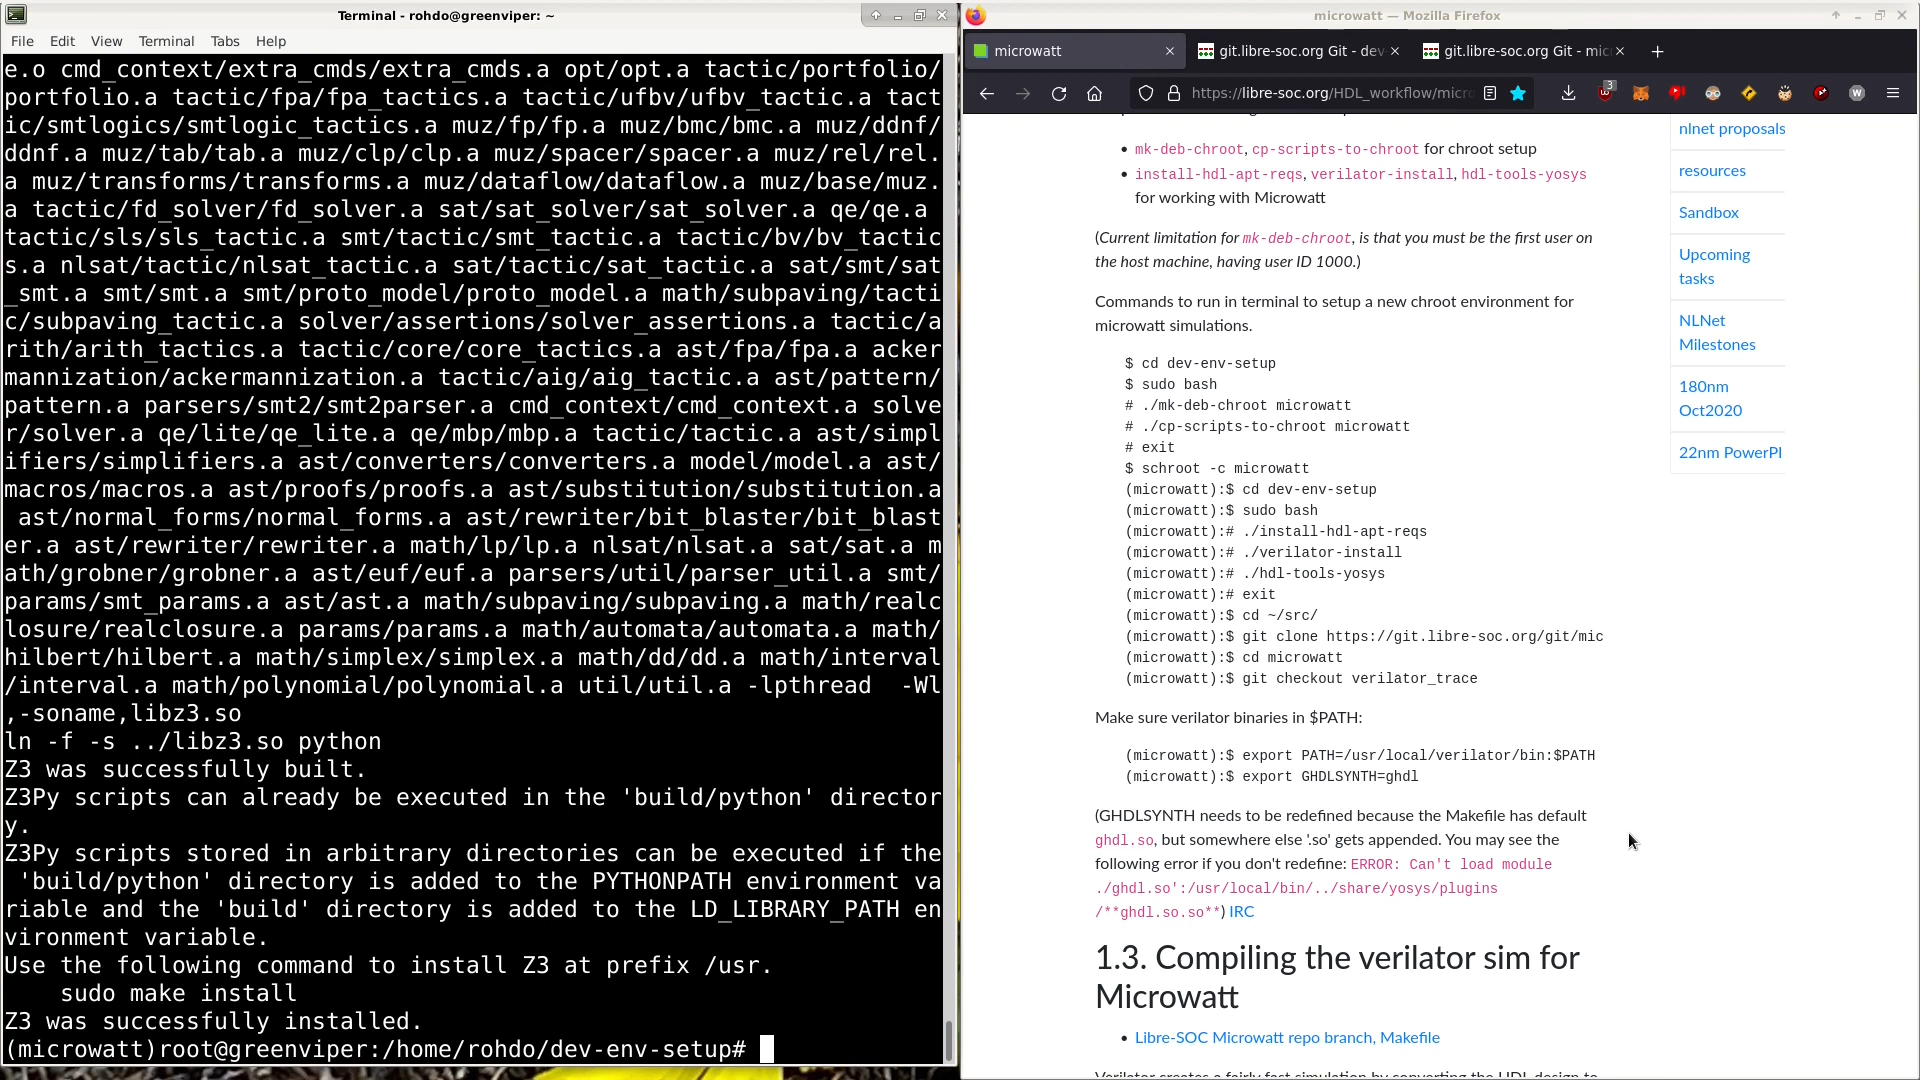 Terminal - rohdo@greenviper: ~
File Edit View Terminal Tabs Help
e.o cmd_context/extra_cmds/extra_cmds.a opt/opt.a tactic/portfolio/
portfolio.a tactic/fpa/fpa_tactics.a tactic/ufbv/ufbv_tactic.a tact
ic/smtlogics/smtlogic_tactics.a muz/fp/fp.a muz/bmc/bmc.a muz/ddnf/
ddnf.a muz/tab/tab.a muz/clp/clp.a muz/spacer/spacer.a muz/rel/rel.
a muz/transforms/transforms.a muz/dataflow/dataflow.a muz/base/muz.
a tactic/fd_solver/fd_solver.a sat/sat_solver/sat_solver.a qe/qe.a
tactic/sls/sls_tactic.a smt/tactic/smt_tactic.a tactic/bv/bv_tactic
s.a nlsat/tactic/nlsat_tactic.a sat/tactic/sat_tactic.a sat/smt/sat
_smt.a smt/smt.a smt/proto_model/proto_model.a math/subpaving/tacti
c/subpaving_tactic.a solver/assertions/solver_assertions.a tactic/a
rith/arith_tactics.a tactic/core/core_tactics.a ast/fpa/fpa.a acker
mannization/ackermannization.a tactic/aig/aig_tactic.a ast/pattern/
pattern.a parsers/smt2/smt2parser.a cmd_context/cmd_context.a solve
r/solver.a qe/lite/qe_lite.a qe/mbp/mbp.a tactic/tactic.a ast/simpl
ifiers/simplifiers.a ast/converters/converters.a model/model.a ast/
macros/macros.a ast/proofs/proofs.a ast/substitution/substitution.a
 ast/normal_forms/normal_forms.a ast/rewriter/bit_blaster/bit_blast
er.a ast/rewriter/rewriter.a math/lp/lp.a nlsat/nlsat.a sat/sat.a m
ath/grobner/grobner.a ast/euf/euf.a parsers/util/parser_util.a smt/
params/smt_params.a ast/ast.a math/subpaving/subpaving.a math/realc
losure/realclosure.a params/params.a math/automata/automata.a math/
hilbert/hilbert.a math/simplex/simplex.a math/dd/dd.a math/interval
/interval.a math/polynomial/polynomial.a util/util.a -lpthread  -Wl
,-soname,libz3.so
ln -f -s ../libz3.so python
Z3 was successfully built.
Z3Py scripts can already be executed in the 'build/python' director
y.
Z3Py scripts stored in arbitrary directories can be executed if the
 'build/python' directory is added to the PYTHONPATH environment va
riable and the 'build' directory is added to the LD_LIBRARY_PATH en
vironment variable.
Use the following command to install Z3 at prefix /usr.
    sudo make install
Z3 was successfully installed.
(microwatt)root@greenviper:/home/rohdo/dev-env-setup#
microwatt — Mozilla Firefox
microwatt
git.libre-soc.org Git - dev
git.libre-soc.org Git - mic
https://libre-soc.org/HDL_workflow/micro
3
• mk-deb-chroot, cp-scripts-to-chroot for chroot setup
• install-hdl-apt-reqs, verilator-install, hdl-tools-yosys
for working with Microwatt
(Current limitation for mk-deb-chroot, is that you must be the first user on
the host machine, having user ID 1000.)
Commands to run in terminal to setup a new chroot environment for
microwatt simulations.
$ cd dev-env-setup
$ sudo bash
# ./mk-deb-chroot microwatt
# ./cp-scripts-to-chroot microwatt
# exit
$ schroot -c microwatt
(microwatt):$ cd dev-env-setup
(microwatt):$ sudo bash
(microwatt):# ./install-hdl-apt-reqs
(microwatt):# ./verilator-install
(microwatt):# ./hdl-tools-yosys
(microwatt):# exit
(microwatt):$ cd ~/src/
(microwatt):$ git clone https://git.libre-soc.org/git/mic
(microwatt):$ cd microwatt
(microwatt):$ git checkout verilator_trace
Make sure verilator binaries in $PATH:
(microwatt):$ export PATH=/usr/local/verilator/bin:$PATH
(microwatt):$ export GHDLSYNTH=ghdl
(GHDLSYNTH needs to be redefined because the Makefile has default
ghdl.so, but somewhere else '.so' gets appended. You may see the
following error if you don't redefine: ERROR: Can't load module
./ghdl.so':/usr/local/bin/../share/yosys/plugins
/**ghdl.so.so**) IRC
1.3. Compiling the verilator sim for
Microwatt
• Libre-SOC Microwatt repo branch, Makefile
Verilator creates a fairly fast simulation by converting the HDL design to
nlnet proposals
resources
Sandbox
Upcoming
tasks
NLNet
Milestones
180nm
Oct2020
22nm PowerPI